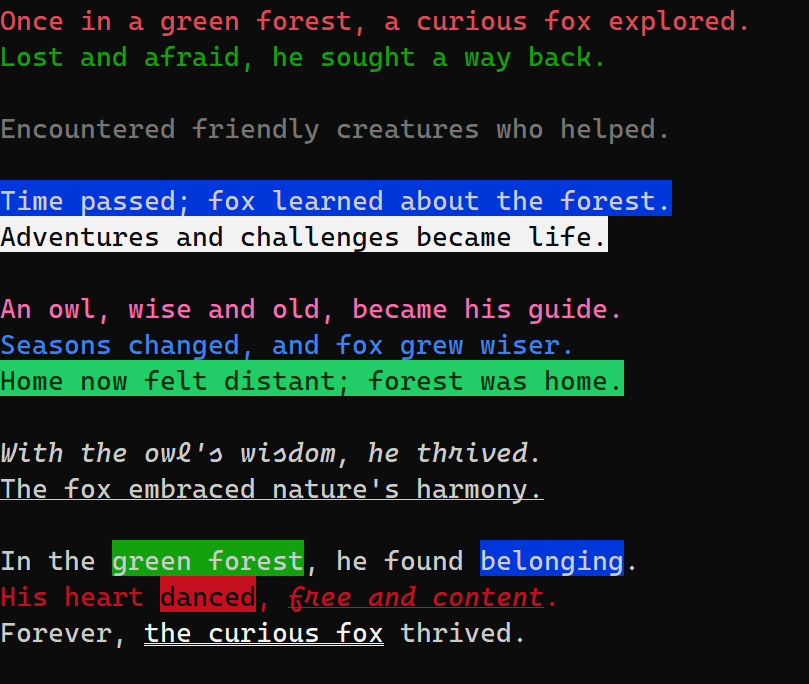 Once in a green forest, a curious fox explored.
Lost and afraid, he sought a way back.
Encountered friendly creatures who helped.
Time passed; fox learned about the forest.
Adventures and challenges became life.
An owl, wise and old, became his guide.
Seasons changed, and fox grew wiser.
Home now felt distant; forest was home.
With the owl's wisdom, he thrived.
The fox embraced nature's harmony.
In the green forest, he found belonging.
His heart danced, free and content.
Forever, the curious fox thrived.